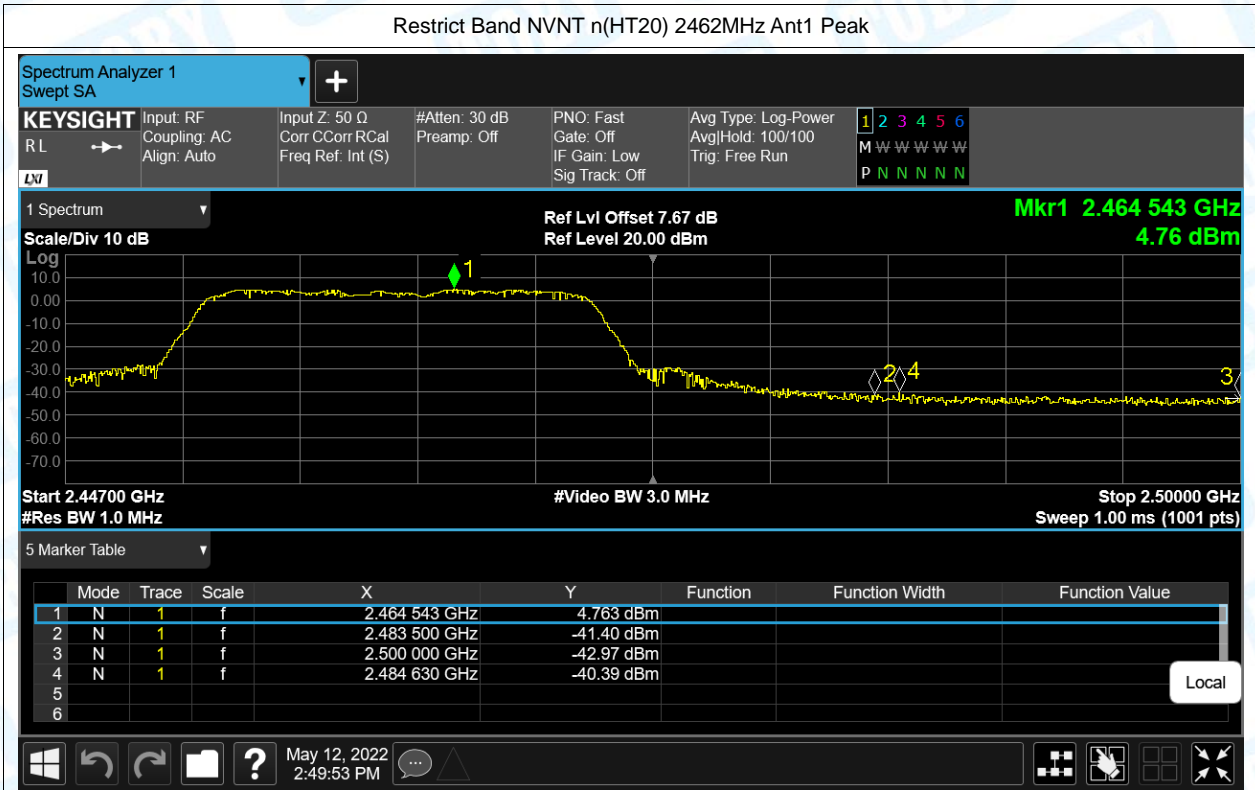 Restrict Band NVNT n(HT20) 2462MHz Ant1 Peak
Spectrum Analyzer 1
Swept SA
+
KEYSIGHT
R L
LXI
Input: RF
Coupling: AC
Align: Auto
Input Z: 50 Ω
Corr CCorr RCal
Freq Ref: Int (S)
#Atten: 30 dB
Preamp: Off
PNO: Fast
Gate: Off
IF Gain: Low
Sig Track: Off
Avg Type: Log-Power
Avg|Hold: 100/100
Trig: Free Run
1 2 3 4 5 6
M W W W W W
P N N N N N
1 Spectrum
Scale/Div 10 dB
Ref Lvl Offset 7.67 dB
Ref Level 20.00 dBm
Mkr1 2.464 543 GHz
4.76 dBm
Log
10.0
0.00
-10.0
-20.0
-30.0
-40.0
-50.0
-60.0
-70.0
1
2
4
3
Start 2.44700 GHz
#Video BW 3.0 MHz
Stop 2.50000 GHz
#Res BW 1.0 MHz
Sweep 1.00 ms (1001 pts)
5 Marker Table
Mode Trace Scale X Y Function Function Width Function Value
1 N 1 f 2.464 543 GHz 4.763 dBm
2 N 1 f 2.483 500 GHz -41.40 dBm
3 N 1 f 2.500 000 GHz -42.97 dBm
4 N 1 f 2.484 630 GHz -40.39 dBm
5
6
Local
?
May 12, 2022
2:49:53 PM